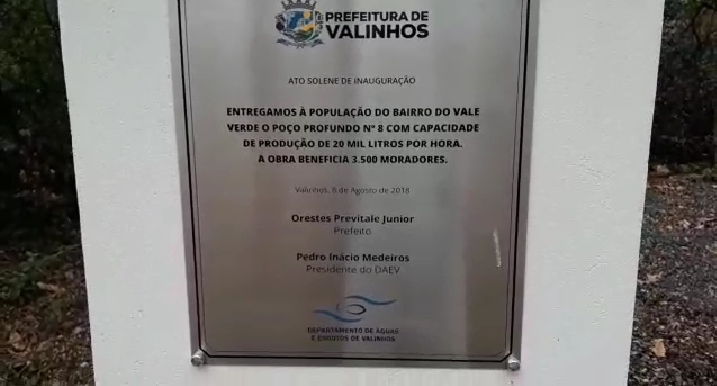 PREFEITURA DE
VALINHOS
ATO SOLENE DE INAUGURAÇÃO
ENTREGAMOS À POPULAÇÃO DO BAIRRO DO VALE
VERDE O POÇO PROFUNDO Nº 8 COM CAPACIDADE
DE PRODUÇÃO DE 20 MIL LITROS POR HORA.
A OBRA BENEFICIA 3.500 MORADORES.
Valinhos, 8 de Agosto de 2018
Orestes Previtale Junior
Prefeito
Pedro Inácio Medeiros
Presidente do DAEV
DEPARTAMENTO DE ÁGUAS
E ESGOTOS DE VALINHOS